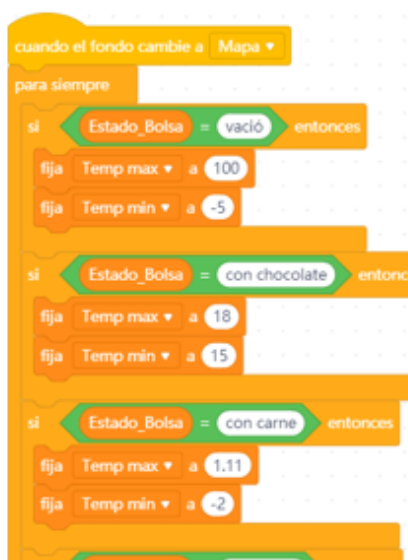 cuando el fondo cambie a Mapa
para siempre
si Estado_Bolsa = vació entonces
fija Temp max a 100
fija Temp min a -5
si Estado_Bolsa = con chocolate entonc
fija Temp max a 18
fija Temp min a 15
si Estado_Bolsa = con carne entonces
fija Temp max a 1.11
fija Temp min a -2